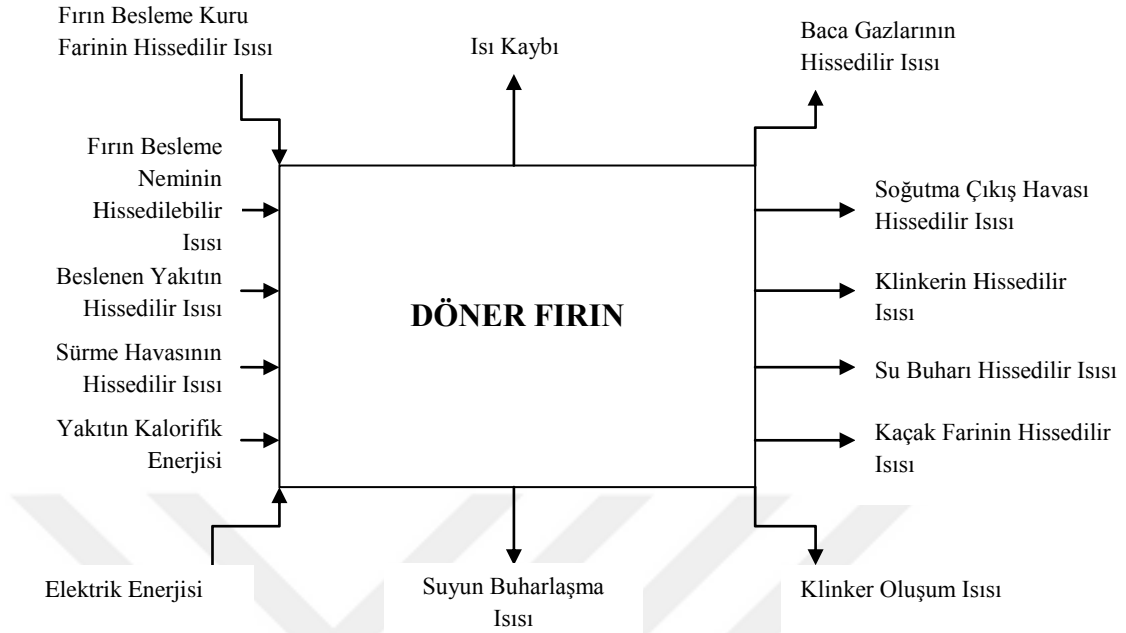 Fırın Besleme Kuru
Farinin Hissedilir Isısı
Isı Kaybı
Baca Gazlarının
Hissedilir Isısı
Fırın Besleme
Neminin
Hissedilebilir
Isısı
Beslenen Yakıtın
Hissedilir Isısı
Sürme Havasının
Hissedilir Isısı
Yakıtın Kalorifik
Enerjisi
DÖNER FIRIN
Soğutma Çıkış Havası
Hissedilir Isısı
Klinkerin Hissedilir
Isısı
Su Buharı Hissedilir Isısı
Kaçak Farinin Hissedilir
Isısı
Elektrik Enerjisi
Suyun Buharlaşma
Isısı
Klinker Oluşum Isısı